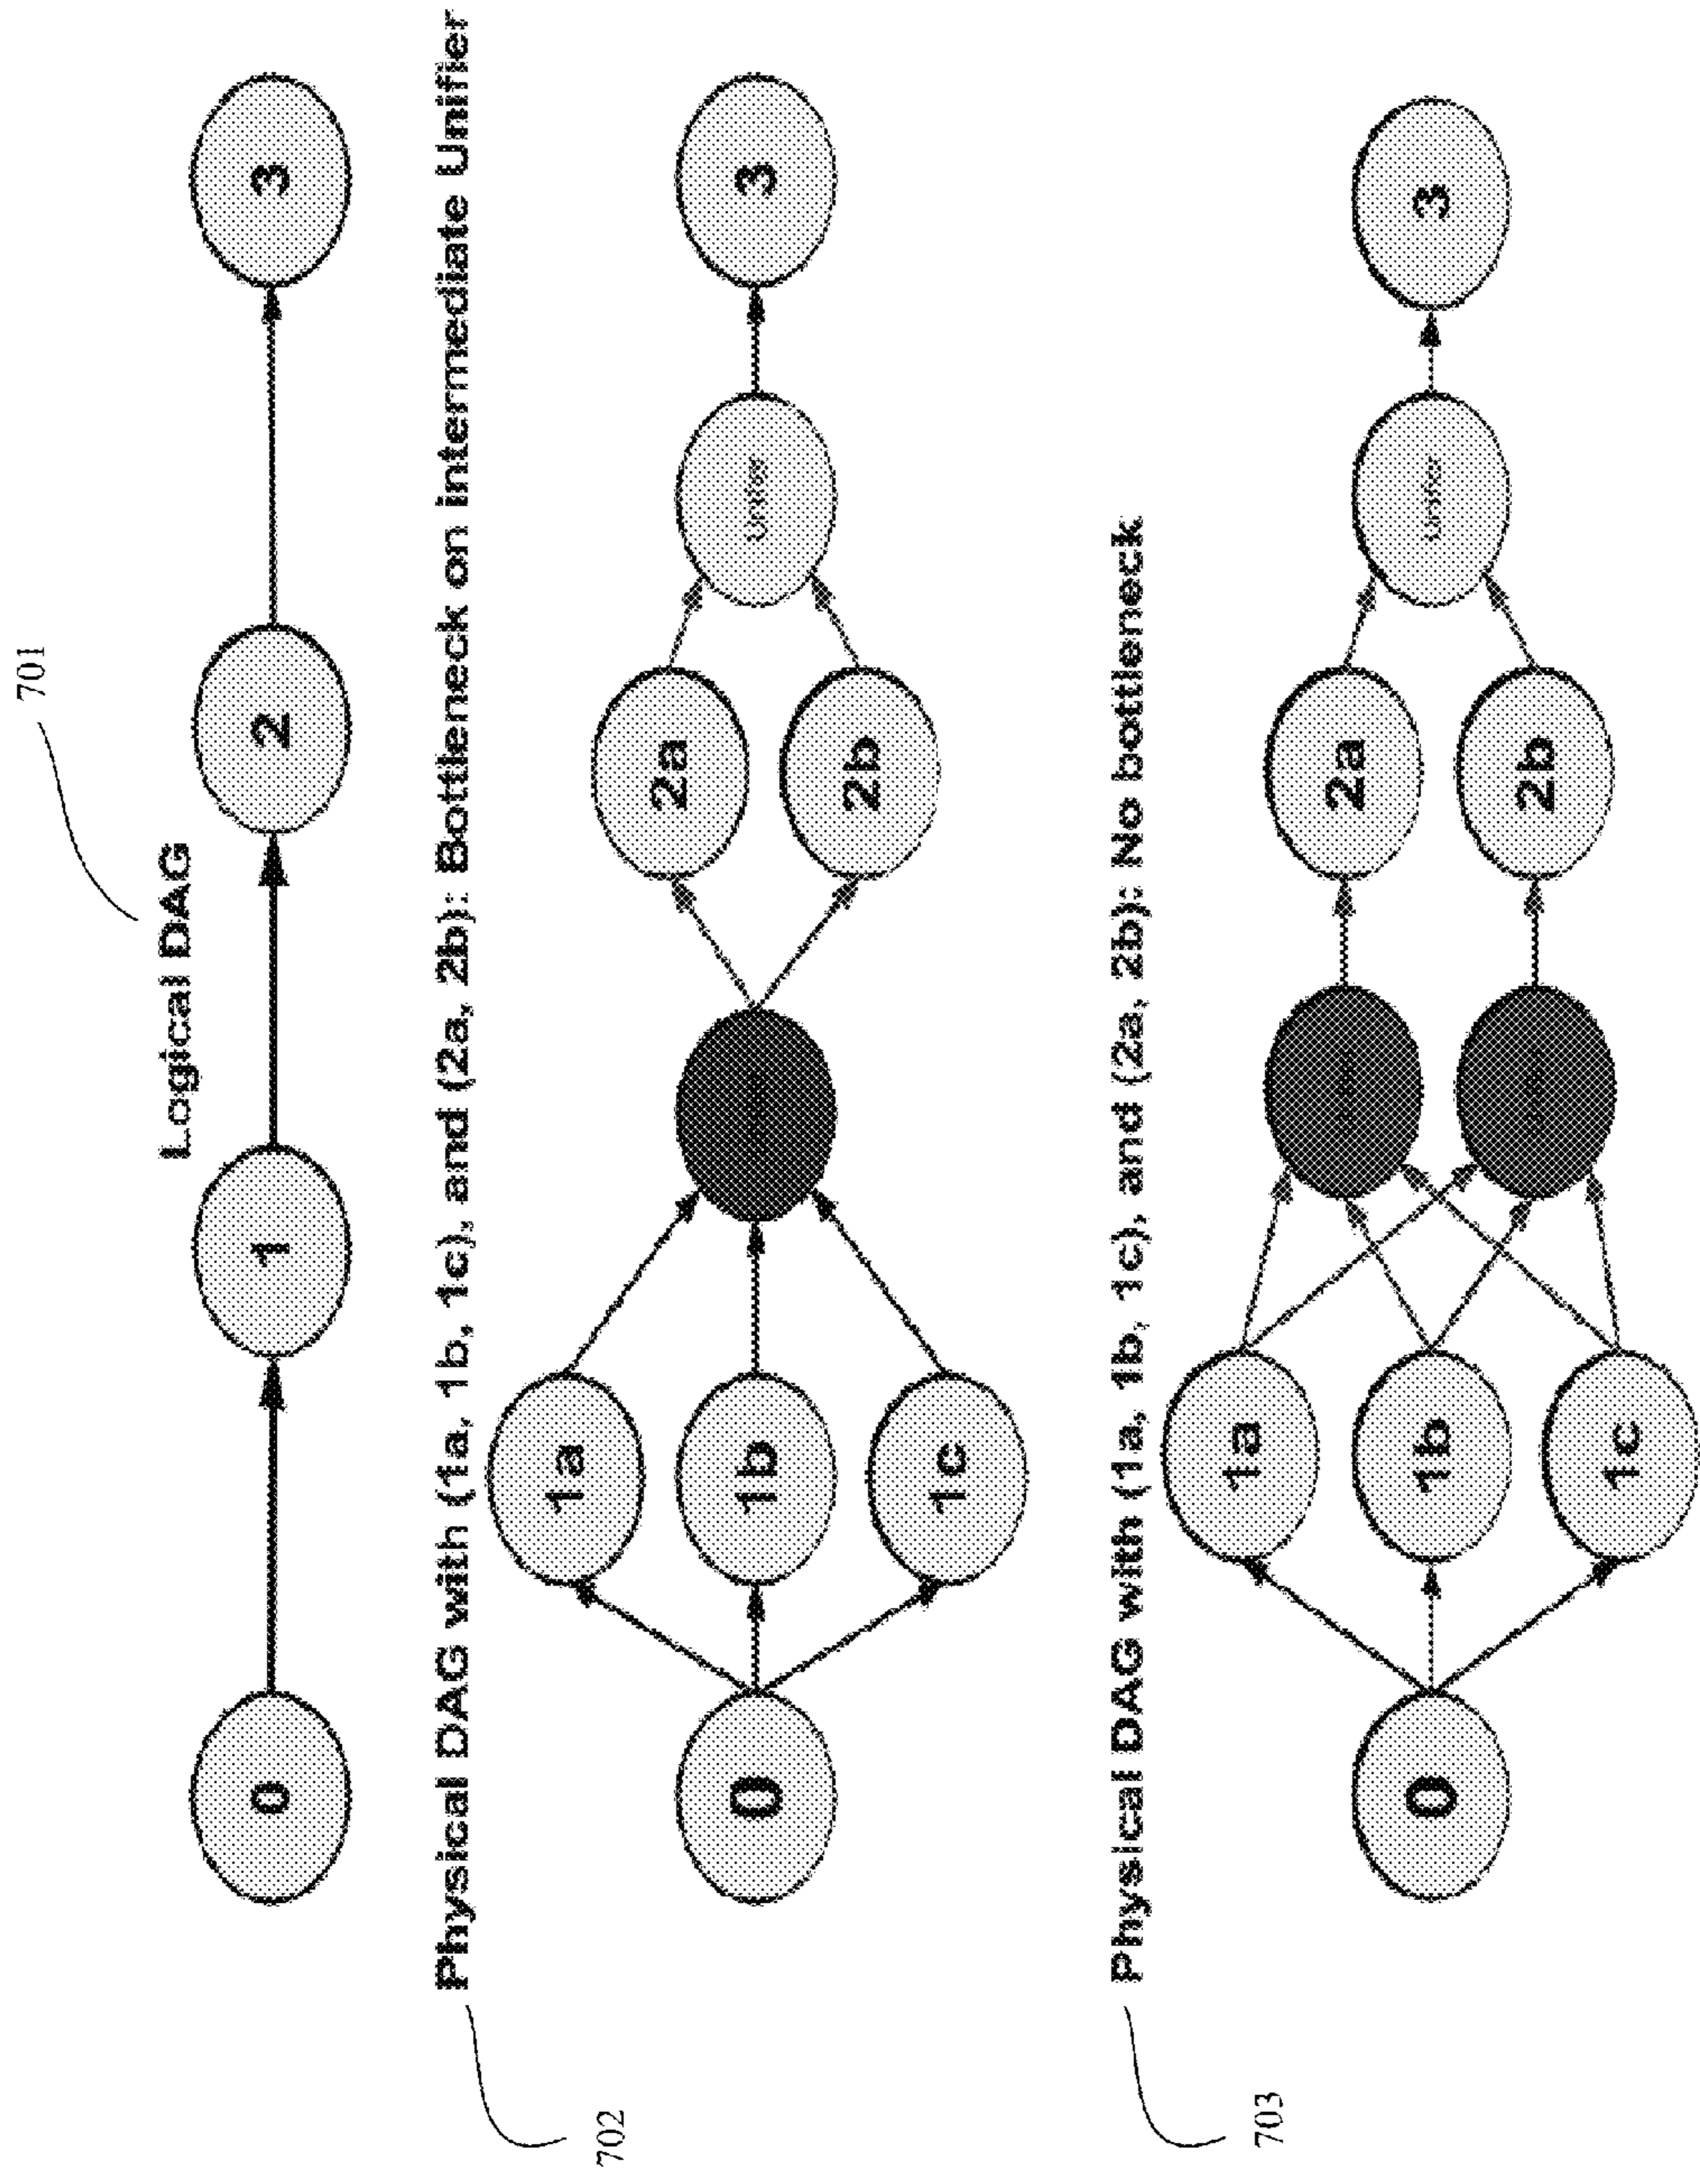 701
Logical DAG
0
1
2
3
Physical DAG with (1a, 1b, 1c), and (2a, 2b): Bottleneck on intermediate Unifier
702
0
1a
1b
1c
2a
2b
Unifier
3
Physical DAG with (1a, 1b, 1c), and (2a, 2b): No bottleneck
703
0
1a
1b
1c
2a
2b
Unifier
3